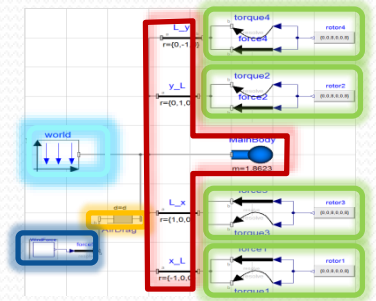 L_y
r={0,-1
torque4
force4
rotor4
{0,0,0,0,0,0}
y_L
r={0,1,0
torque2
force2
rotor2
{0,0,0,0,0,0}
world
MainBody
m=1.8623
L_x
r={1,0,0
torque3
rotor3
{0,0,0,0,0,0}
x_L
r={-1,0,0
force1
torque1
rotor1
{0,0,0,0,0,0}